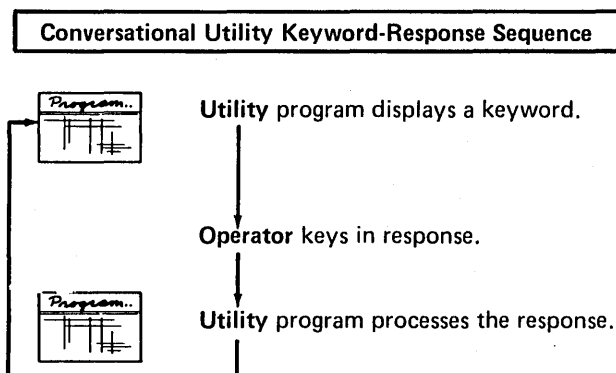 Conversational Utility Keyword-Response Sequence
Program..
Utility program displays a keyword.
Operator keys in response.
Program..
Utility program processes the response.